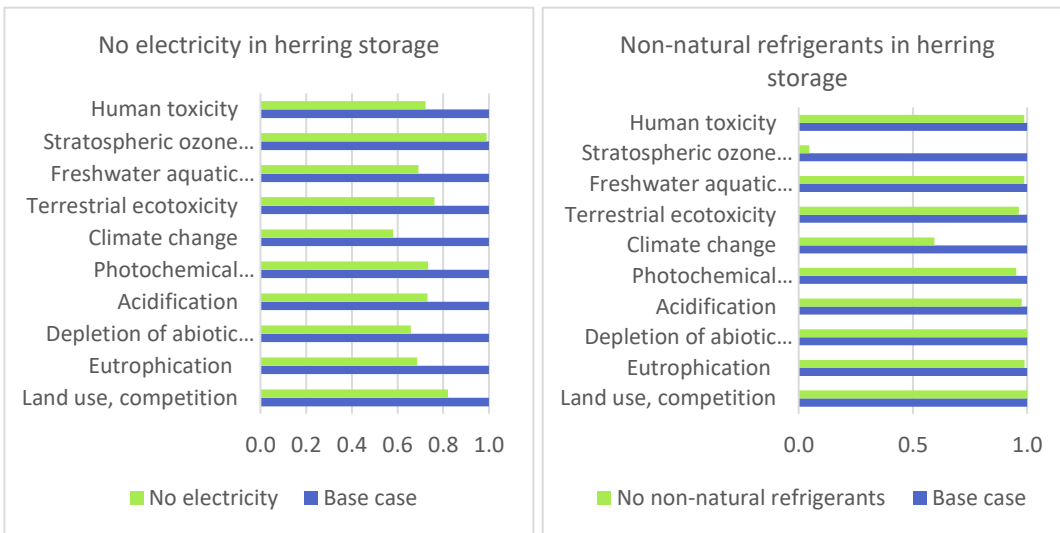 No electricity in herring storage
Human toxicity
Stratospheric ozone...
Freshwater aquatic...
Terrestrial ecotoxicity
Climate change
Photochemical...
Acidification
Depletion of abiotic...
Eutrophication
Land use, competition
0.0 0.2 0.4 0.6 0.8 1.0
No electricity Base case
Non-natural refrigerants in herring
storage
Human toxicity
Stratospheric ozone...
Freshwater aquatic...
Terrestrial ecotoxicity
Climate change
Photochemical...
Acidification
Depletion of abiotic...
Eutrophication
Land use, competition
0.0 0.5 1.0
No non-natural refrigerants Base case